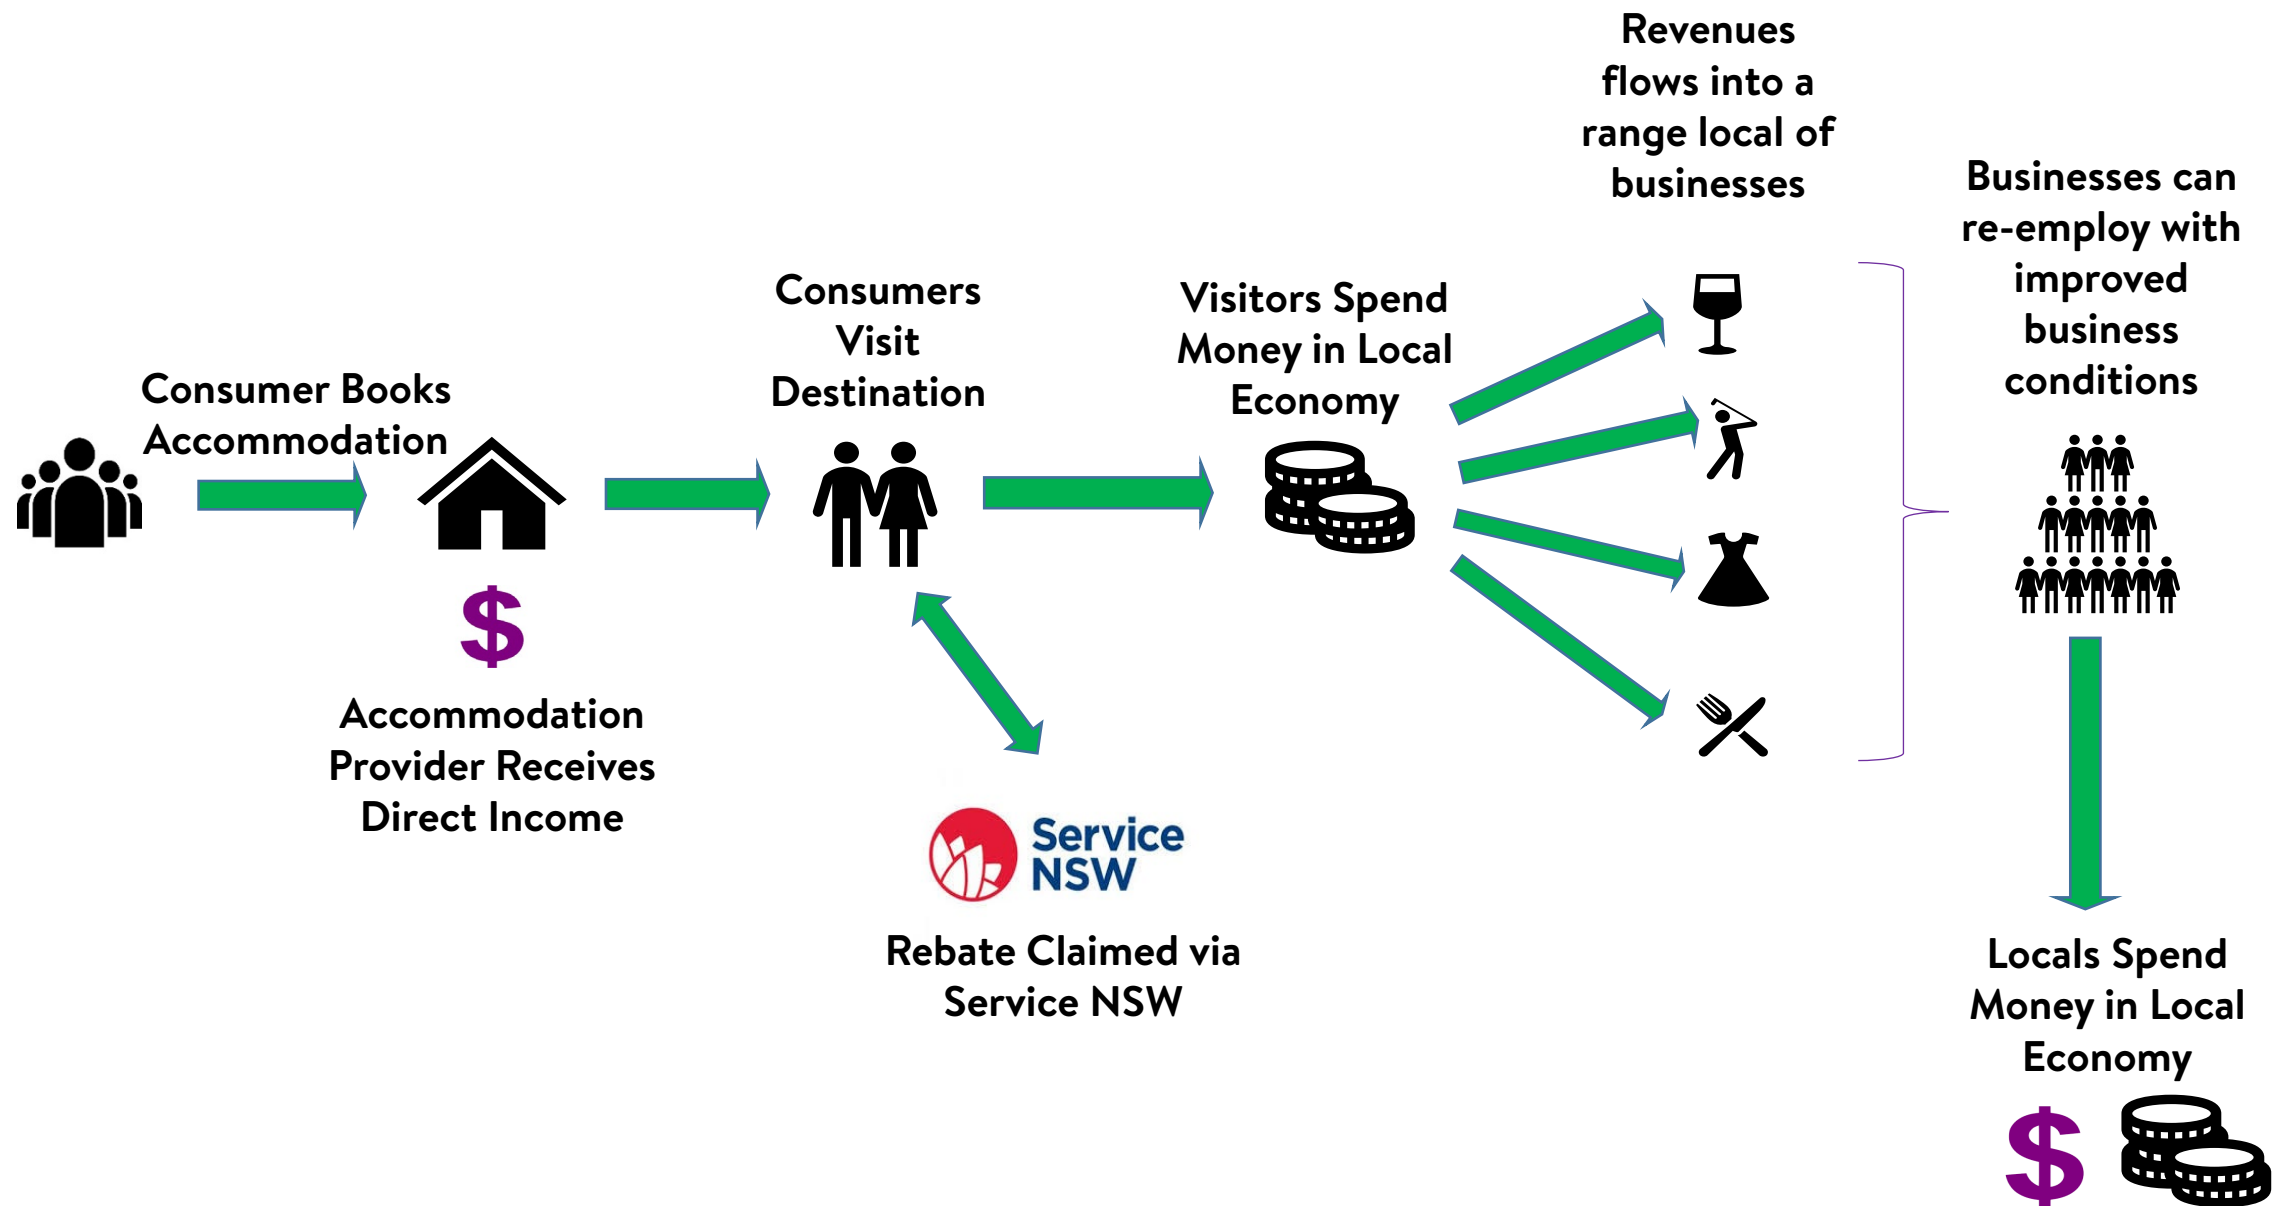 Consumer Books
Accommodation
$
Accommodation
Provider Receives
Direct Income
Consumers
Visit
Destination
Service
NSW
Rebate Claimed via
Service NSW
Visitors Spend
Money in Local
Economy
Revenues
flows into a
range local of
businesses
Businesses can
re-employ with
improved
business
conditions
Locals Spend
Money in Local
Economy
$